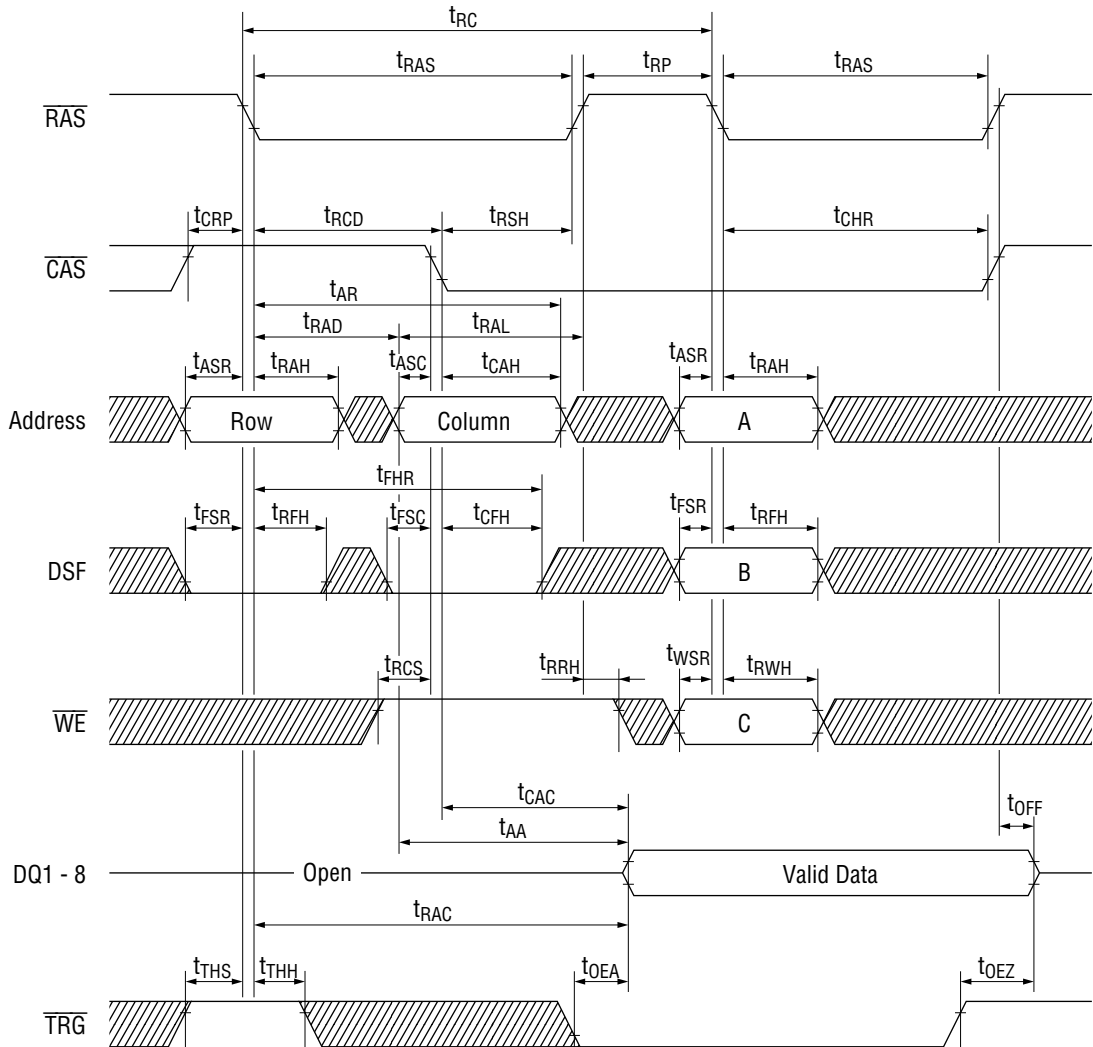 tRC
tRAS tRP tRAS
RAS
tCRP tRCD tRSH tCHR
CAS
tAR
tRAD tRAL
tASR tRAH tASC tCAH tASR tRAH
Address Row Column A
tFHR
tFSR tRFH tFSC tCFH tFSR tRFH
DSF B
tRCS tRRH tWSR tRWH
WE C
tCAC tOFF
tAA
DQ1 - 8 Open Valid Data
tRAC
tTHS tTHH tOEA tOEZ
TRG